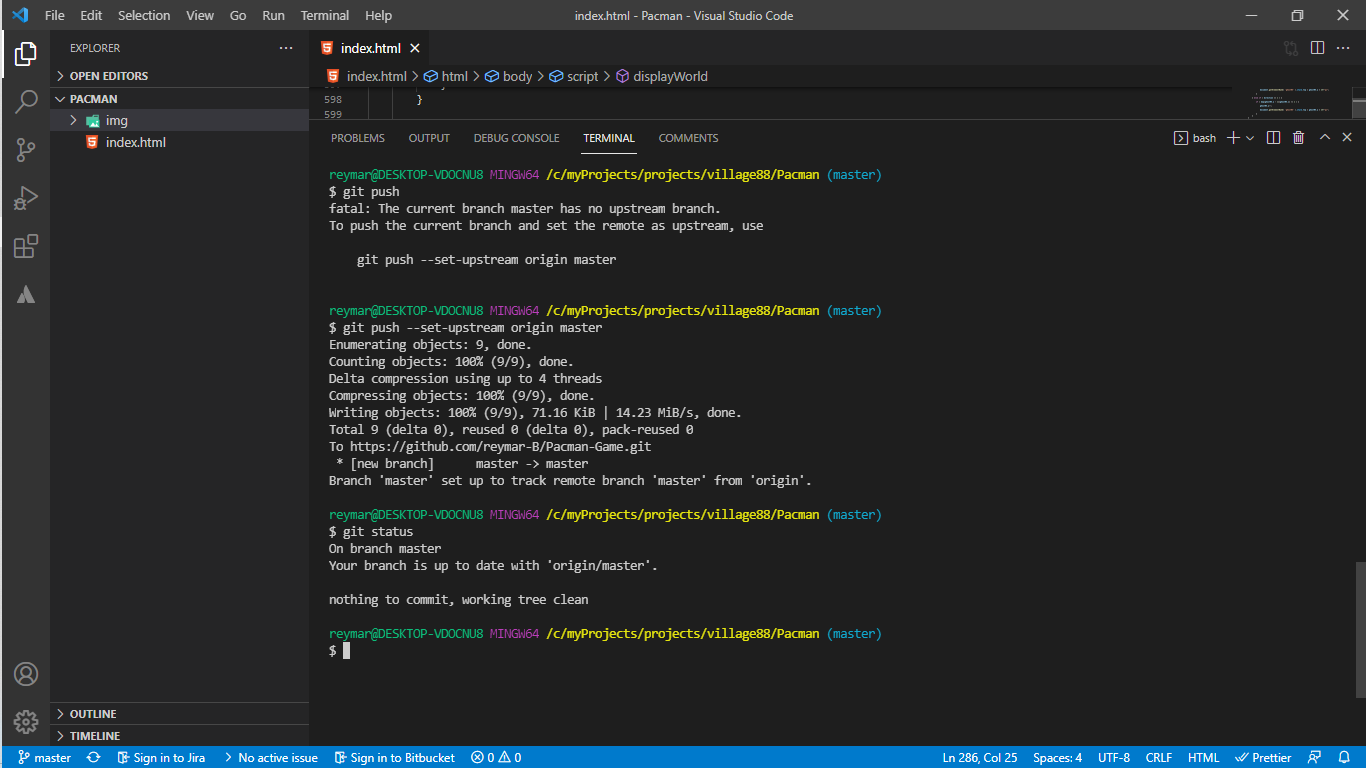 File Edit Selection View Go Run Terminal Help index.html - Pacman - Visual Studio Code
EXPLORER
OPEN EDITORS
PACMAN
img
index.html
OUTLINE
TIMELINE
index.html
index.html > html > body > script > displayWorld
598 }
599
PROBLEMS OUTPUT DEBUG CONSOLE TERMINAL COMMENTS bash
reymar@DESKTOP-VDOCNU8 MINGW64 /c/myProjects/projects/village88/Pacman (master)
$ git push
fatal: The current branch master has no upstream branch.
To push the current branch and set the remote as upstream, use
git push --set-upstream origin master
reymar@DESKTOP-VDOCNU8 MINGW64 /c/myProjects/projects/village88/Pacman (master)
$ git push --set-upstream origin master
Enumerating objects: 9, done.
Counting objects: 100% (9/9), done.
Delta compression using up to 4 threads
Compressing objects: 100% (9/9), done.
Writing objects: 100% (9/9), 71.16 KiB | 14.23 MiB/s, done.
Total 9 (delta 0), reused 0 (delta 0), pack-reused 0
To https://github.com/reymar-B/Pacman-Game.git
* [new branch] master -> master
Branch 'master' set up to track remote branch 'master' from 'origin'.
reymar@DESKTOP-VDOCNU8 MINGW64 /c/myProjects/projects/village88/Pacman (master)
$ git status
On branch master
Your branch is up to date with 'origin/master'.
nothing to commit, working tree clean
reymar@DESKTOP-VDOCNU8 MINGW64 /c/myProjects/projects/village88/Pacman (master)
$
master Sign in to Jira No active issue Sign in to Bitbucket 0 0 Ln 286, Col 25 Spaces: 4 UTF-8 CRLF HTML Prettier